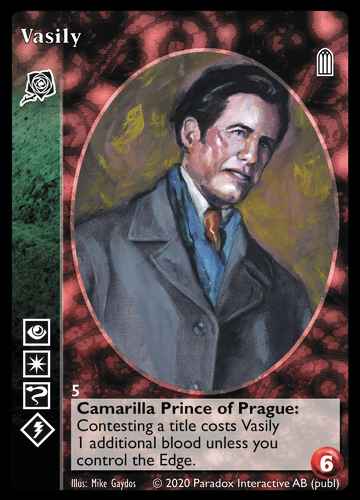 Vasily
5
Camarilla Prince of Prague:
Contesting a title costs Vasily
1 additional blood unless you
control the Edge.
6
Illus: Mike Gaydos © 2020 Paradox Interactive AB (publ)